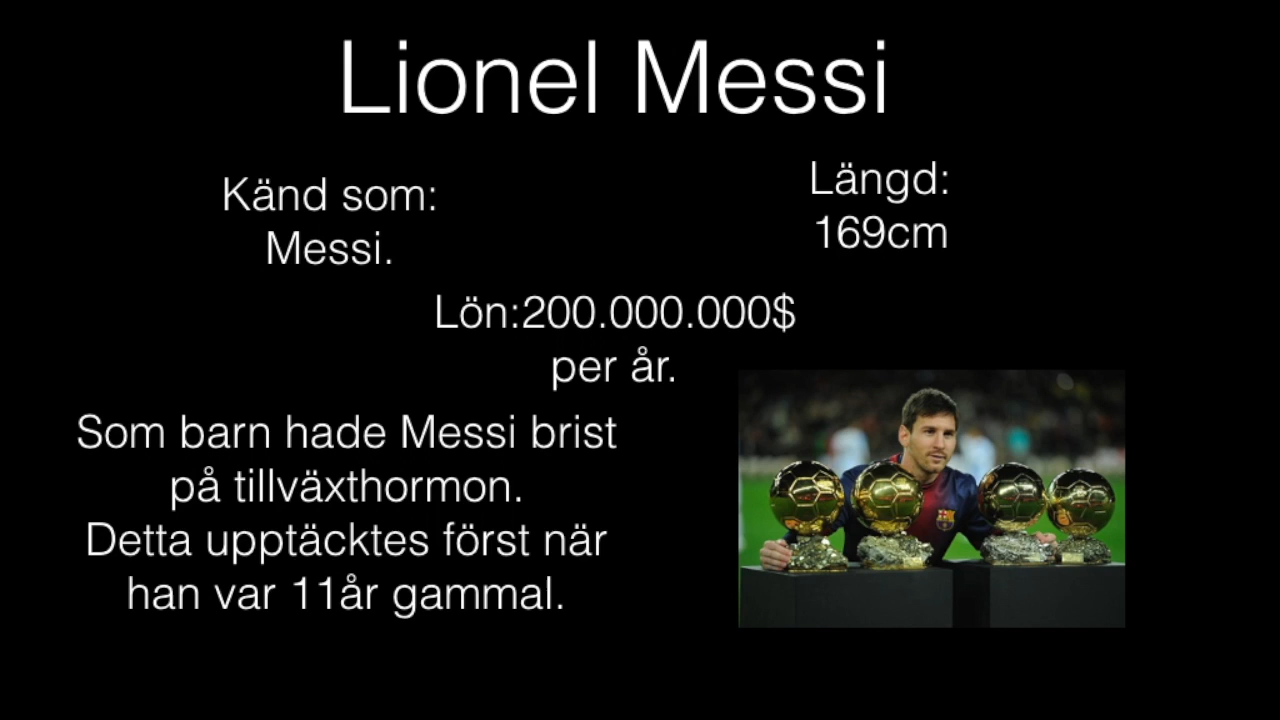 Lionel Messi
Känd som:
Messi.
Längd:
169cm
Lön:200.000.000$
per år.
Som barn hade Messi brist
på tillväxthormon.
Detta upptäcktes först när
han var 11år gammal.